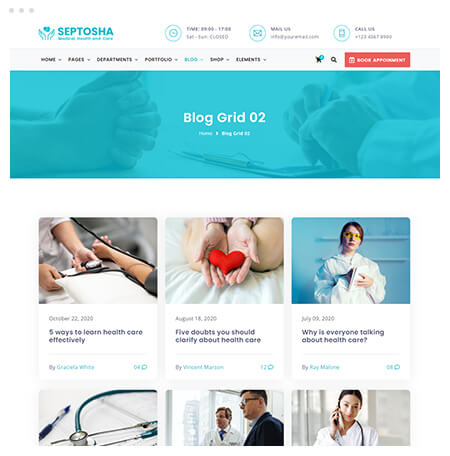 SEPTOSHA
Medical Health and Care
TIME: 09:00 - 17:00
Sat - Sun: CLOSED
MAIL US
info@youremail.com
CALL US
+123 4567 8900
HOME PAGES DEPARTMENTS PORTFOLIO BLOG SHOP ELEMENTS
BOOK APPOINMENT
Blog Grid 02
Home > Blog Grid 02
October 22, 2020
5 ways to learn health care
effectively
By Graciela White 04
August 18, 2020
Five doubts you should
clarify about health care
By Vincent Marzon 12
July 09, 2020
Why is everyone talking
about health care?
By Ray Malone 08